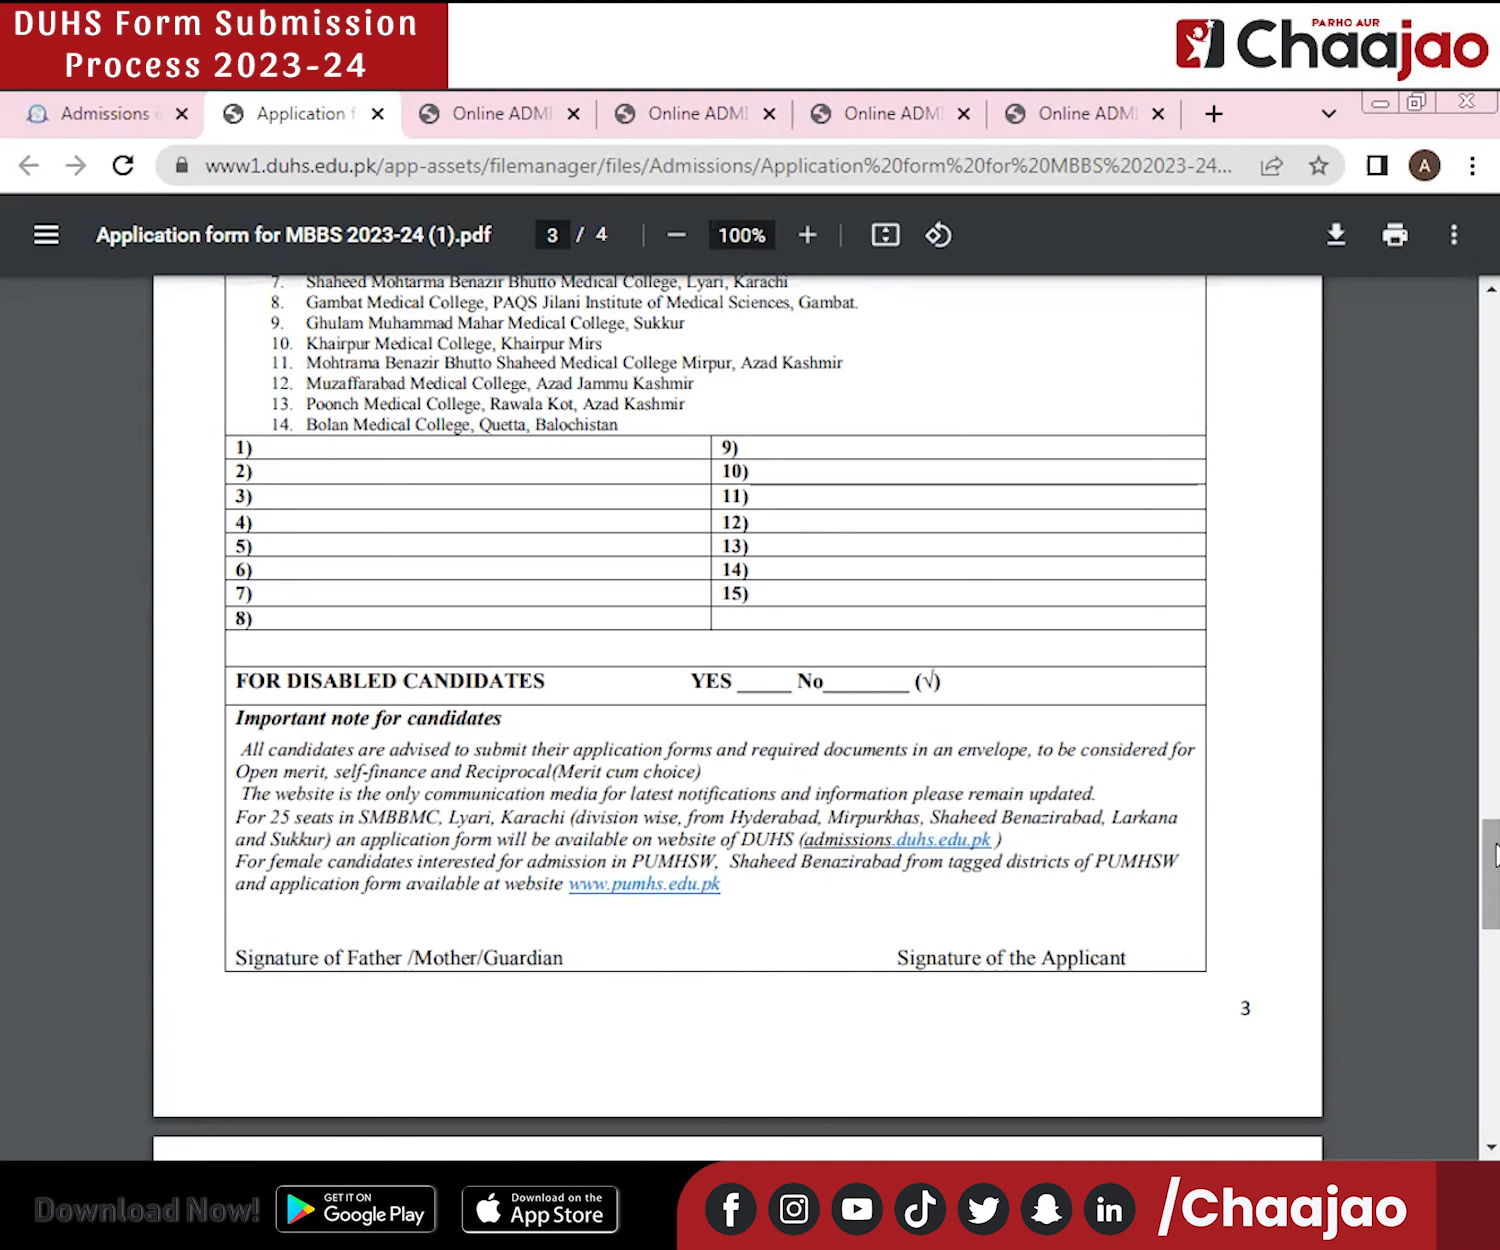 DUHS Form Submission
Process 2023-24
PARHO AUR
Chaajao
Admissions
Application f
Online ADMI
Online ADMI
Online ADM
Online ADM
www1.duhs.edu.pk/app-assets/filemanager/files/Admissions/Application%20form%20for%20MBBS%202023-24...
A
Application form for MBBS 2023-24 (1).pdf
3 / 4
100%
7. Shaheed Mohtarma Benazir Bhutto Medical College, Lyari, Karachi
8. Gambat Medical College, PAQS Jilani Institute of Medical Sciences, Gambat.
9. Ghulam Muhammad Mahar Medical College, Sukkur
10. Khairpur Medical College, Khairpur Mirs
11. Mohtrama Benazir Bhutto Shaheed Medical College Mirpur, Azad Kashmir
12. Muzaffarabad Medical College, Azad Jammu Kashmir
13. Poonch Medical College, Rawala Kot, Azad Kashmir
14. Bolan Medical College, Quetta, Balochistan
1) 9)
2) 10)
3) 11)
4) 12)
5) 13)
6) 14)
7) 15)
8)
FOR DISABLED CANDIDATES YES _____ No________ (√)
Important note for candidates
All candidates are advised to submit their application forms and required documents in an envelope, to be considered for
Open merit, self-finance and Reciprocal(Merit cum choice)
The website is the only communication media for latest notifications and information please remain updated.
For 25 seats in SMBBMC, Lyari, Karachi (division wise, from Hyderabad, Mirpurkhas, Shaheed Benazirabad, Larkana
and Sukkur) an application form will be available on website of DUHS (admissions.duhs.edu.pk )
For female candidates interested for admission in PUMHSW, Shaheed Benazirabad from tagged districts of PUMHSW
and application form available at website www.pumhs.edu.pk
Signature of Father /Mother/Guardian Signature of the Applicant
3
Download Now!
GET IT ON
Google Play
Download on the
App Store
/Chaajao